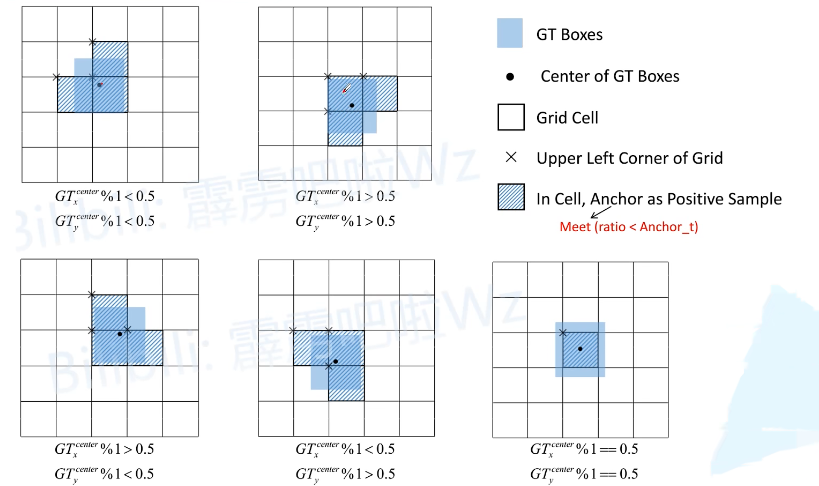 GT Boxes
Center of GT Boxes
Grid Cell
Upper Left Corner of Grid
In Cell, Anchor as Positive Sample
Meet (ratio < Anchor_t)
GT_x^center %1 < 0.5
GT_y^center %1 < 0.5
GT_x^center %1 > 0.5
GT_y^center %1 > 0.5
Bilibili: 霹雳吧啦Wz
GT_x^center %1 > 0.5
GT_y^center %1 < 0.5
GT_x^center %1 < 0.5
GT_y^center %1 > 0.5
GT_x^center %1 == 0.5
GT_y^center %1 == 0.5
Bilibili: 霹雳吧啦Wz